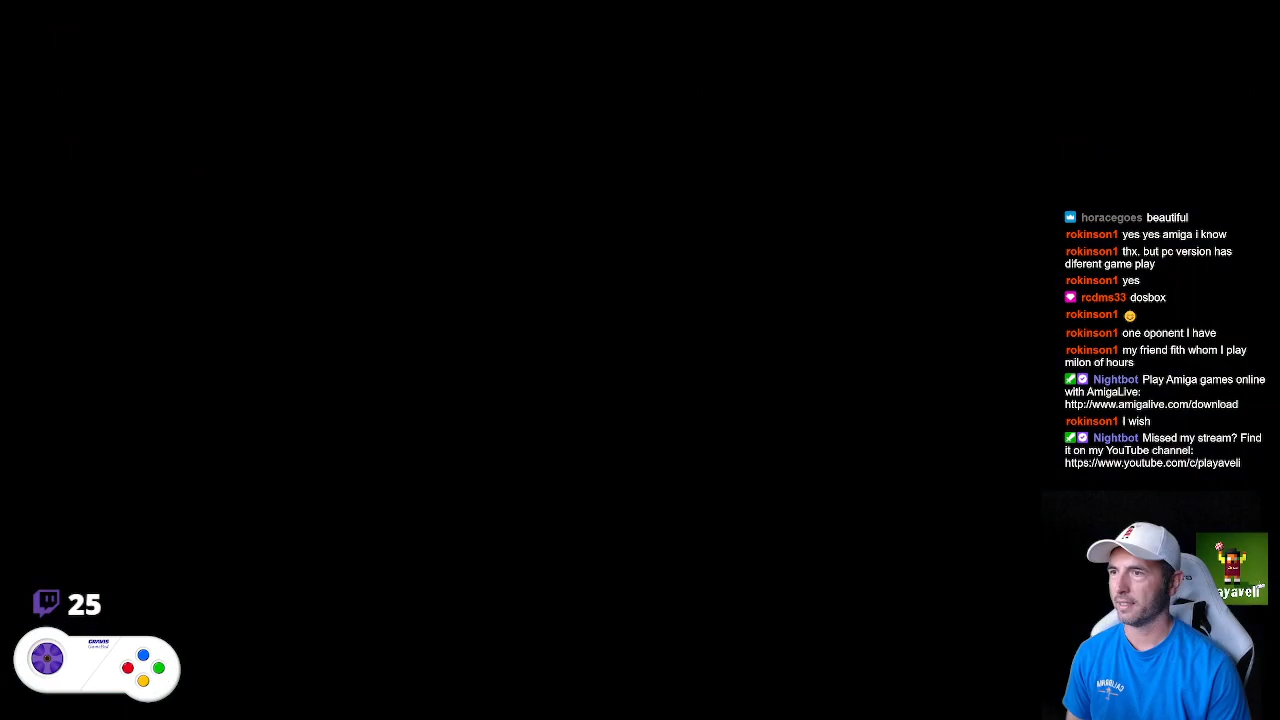 horacegoes beautiful
rokinson1 yes yes amiga i know
rokinson1 thx. but pc version has
diferent game play
rokinson1 yes
rcdms33 dosbox
rokinson1
rokinson1 one oponent I have
rokinson1 my friend fith whom I play
milon of hours
Nightbot Play Amiga games online
with AmigaLive:
http://www.amigalive.com/download
rokinson1 I wish
Nightbot Missed my stream? Find
it on my YouTube channel:
https://www.youtube.com/c/playaveli
25
GRAVIS
GamePad